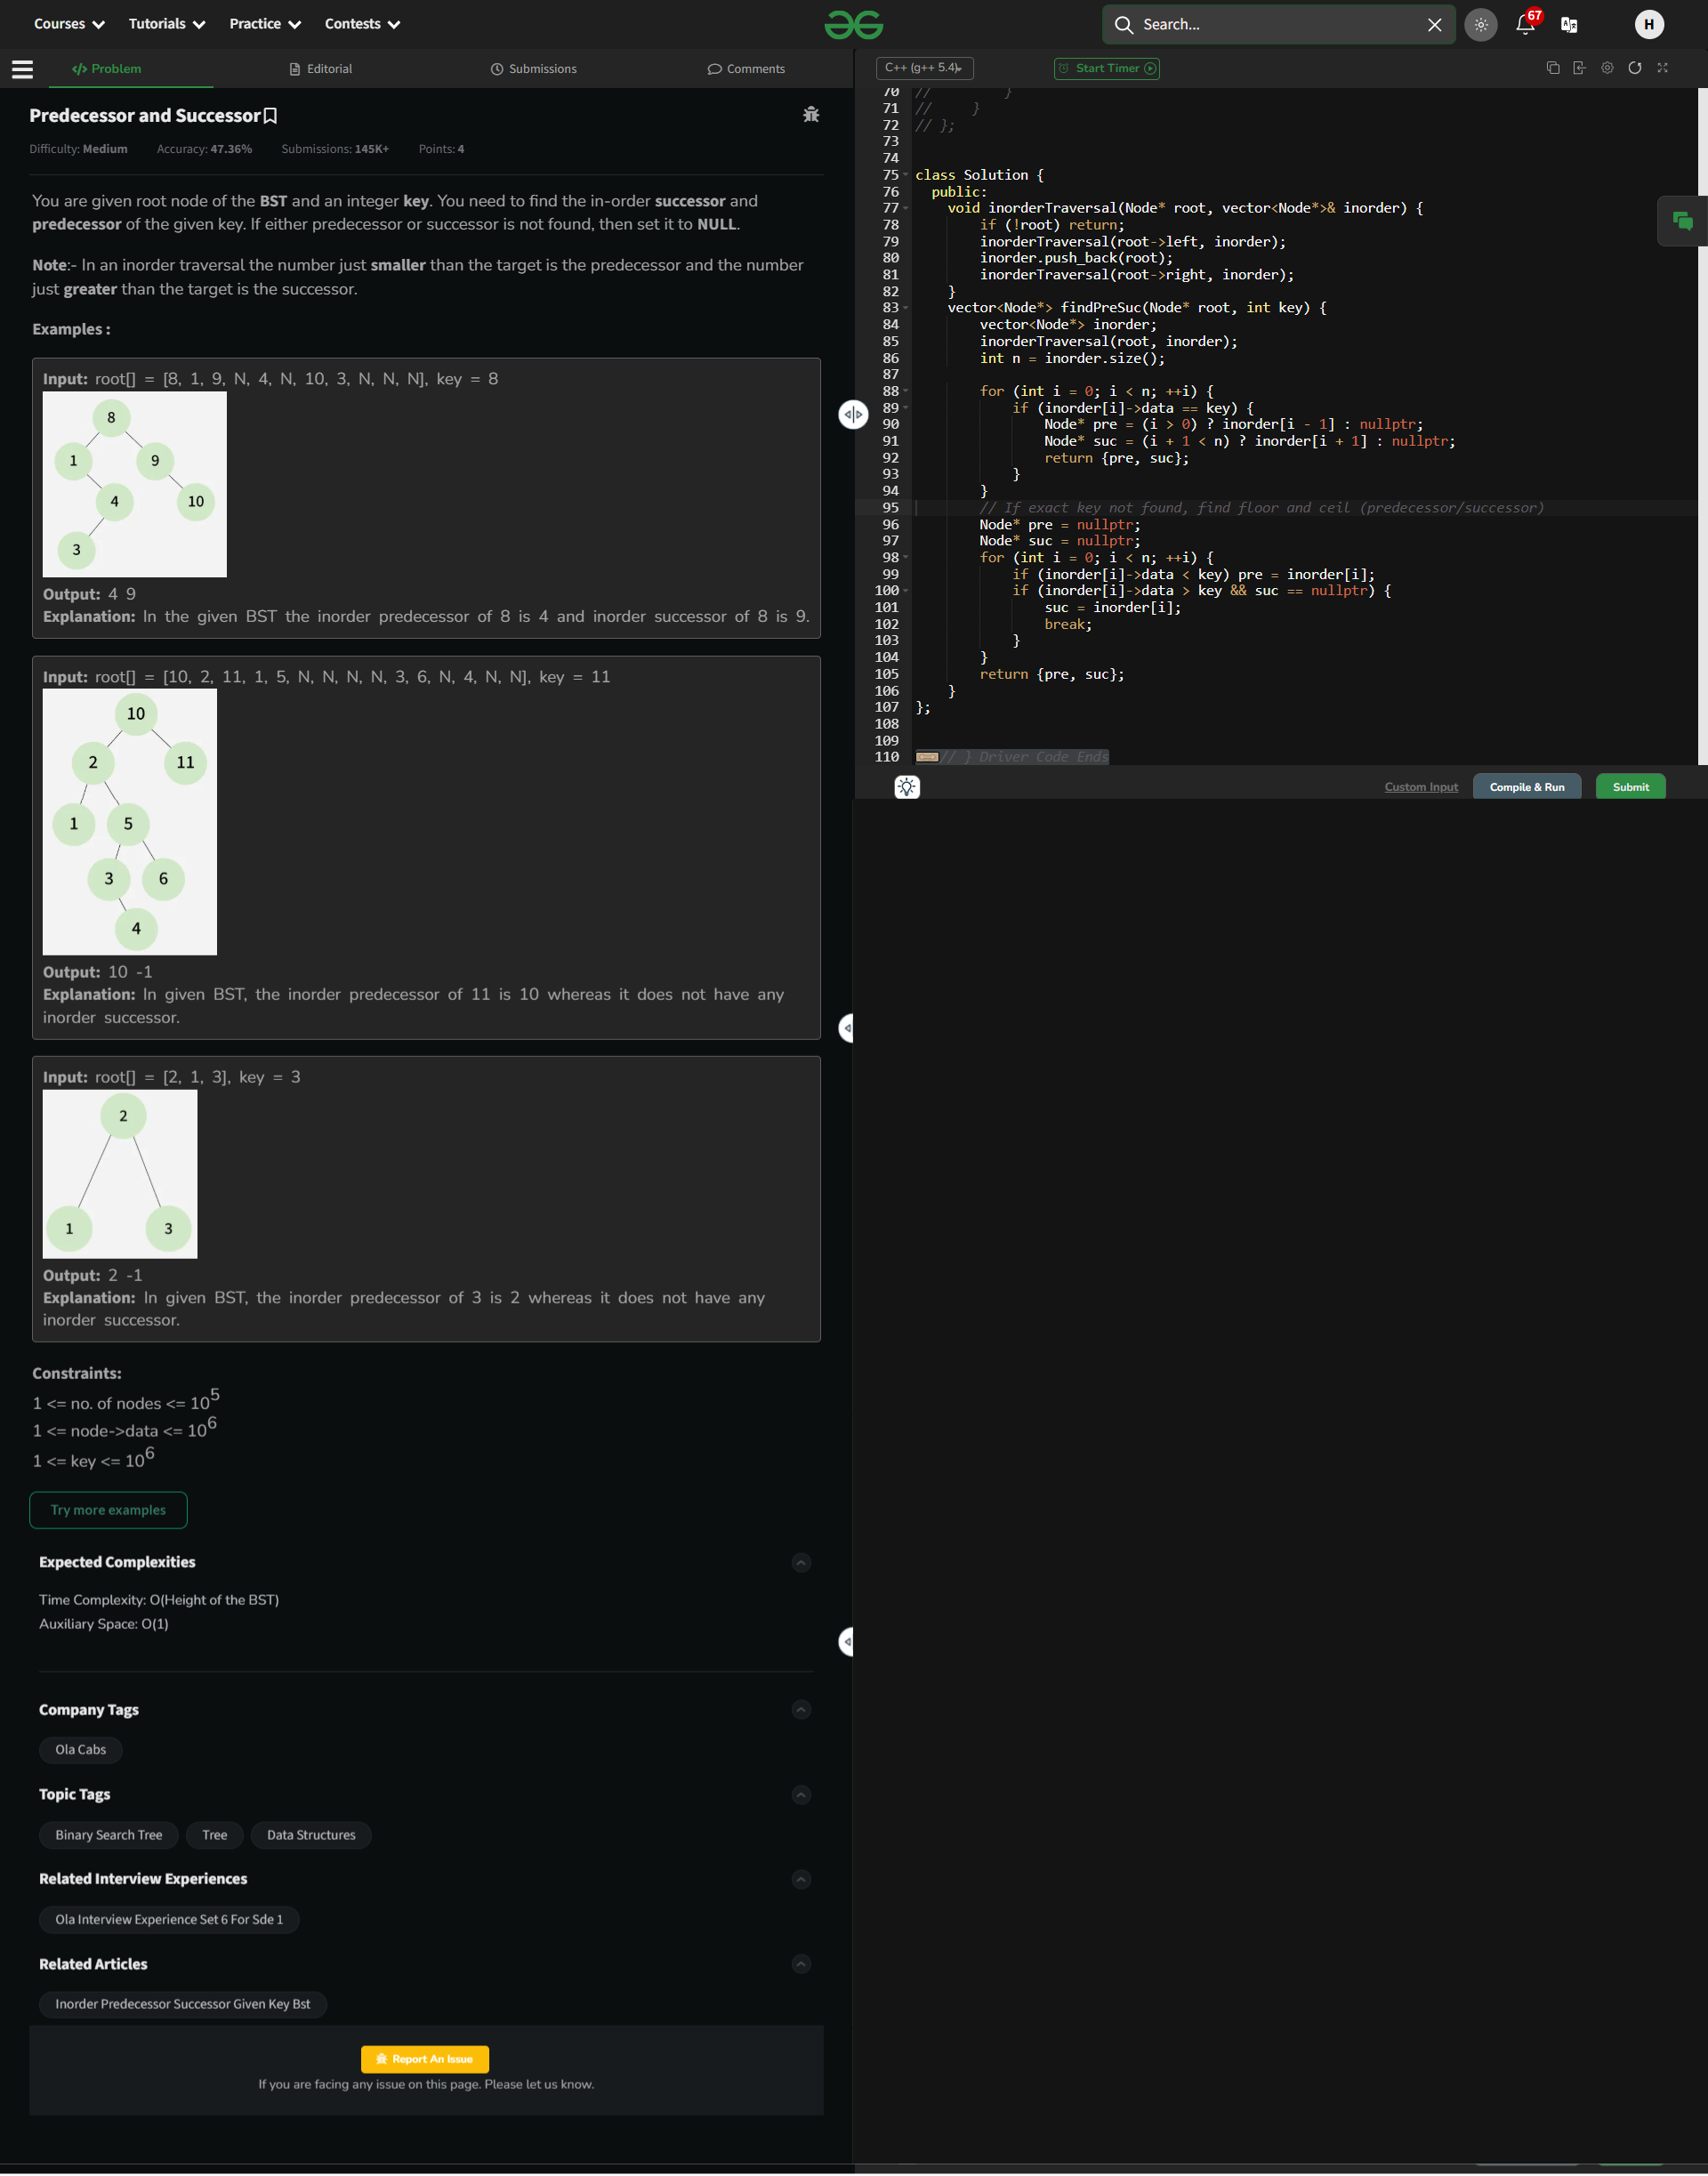 Courses Tutorials Practice Contests
Search...
67
H
</> Problem Editorial Submissions Comments
C++ (g++ 5.4) Start Timer
Predecessor and Successor
Difficulty: Medium Accuracy: 47.36% Submissions: 145K+ Points: 4
You are given root node of the BST and an integer key. You need to find the in-order successor and
predecessor of the given key. If either predecessor or successor is not found, then set it to NULL.
Note:- In an inorder traversal the number just smaller than the target is the predecessor and the number
just greater than the target is the successor.
Examples :
Input: root[] = [8, 1, 9, N, 4, N, 10, 3, N, N, N], key = 8
8
1 9
4 10
3
Output: 4 9
Explanation: In the given BST the inorder predecessor of 8 is 4 and inorder successor of 8 is 9.
Input: root[] = [10, 2, 11, 1, 5, N, N, N, N, 3, 6, N, 4, N, N], key = 11
10
2 11
1 5
3 6
4
Output: 10 -1
Explanation: In given BST, the inorder predecessor of 11 is 10 whereas it does not have any
inorder successor.
Input: root[] = [2, 1, 3], key = 3
2
1 3
Output: 2 -1
Explanation: In given BST, the inorder predecessor of 3 is 2 whereas it does not have any
inorder successor.
Constraints:
1 <= no. of nodes <= 10^5
1 <= node->data <= 10^6
1 <= key <= 10^6
Try more examples
Expected Complexities
Time Complexity: O(Height of the BST)
Auxiliary Space: O(1)
Company Tags
Ola Cabs
Topic Tags
Binary Search Tree Tree Data Structures
Related Interview Experiences
Ola Interview Experience Set 6 For Sde 1
Related Articles
Inorder Predecessor Successor Given Key Bst
Report An Issue
If you are facing any issue on this page. Please let us know.
70 //         }
71 //     }
72 // };
73
74
75 class Solution {
76   public:
77     void inorderTraversal(Node* root, vector<Node*>& inorder) {
78         if (!root) return;
79         inorderTraversal(root->left, inorder);
80         inorder.push_back(root);
81         inorderTraversal(root->right, inorder);
82     }
83     vector<Node*> findPreSuc(Node* root, int key) {
84         vector<Node*> inorder;
85         inorderTraversal(root, inorder);
86         int n = inorder.size();
87
88         for (int i = 0; i < n; ++i) {
89             if (inorder[i]->data == key) {
90                 Node* pre = (i > 0) ? inorder[i - 1] : nullptr;
91                 Node* suc = (i + 1 < n) ? inorder[i + 1] : nullptr;
92                 return {pre, suc};
93             }
94         }
95         // If exact key not found, find floor and ceil (predecessor/successor)
96         Node* pre = nullptr;
97         Node* suc = nullptr;
98         for (int i = 0; i < n; ++i) {
99             if (inorder[i]->data < key) pre = inorder[i];
100             if (inorder[i]->data > key && suc == nullptr) {
101                 suc = inorder[i];
102                 break;
103             }
104         }
105         return {pre, suc};
106     }
107 };
108
109
110 // } Driver Code Ends
Custom Input Compile & Run Submit